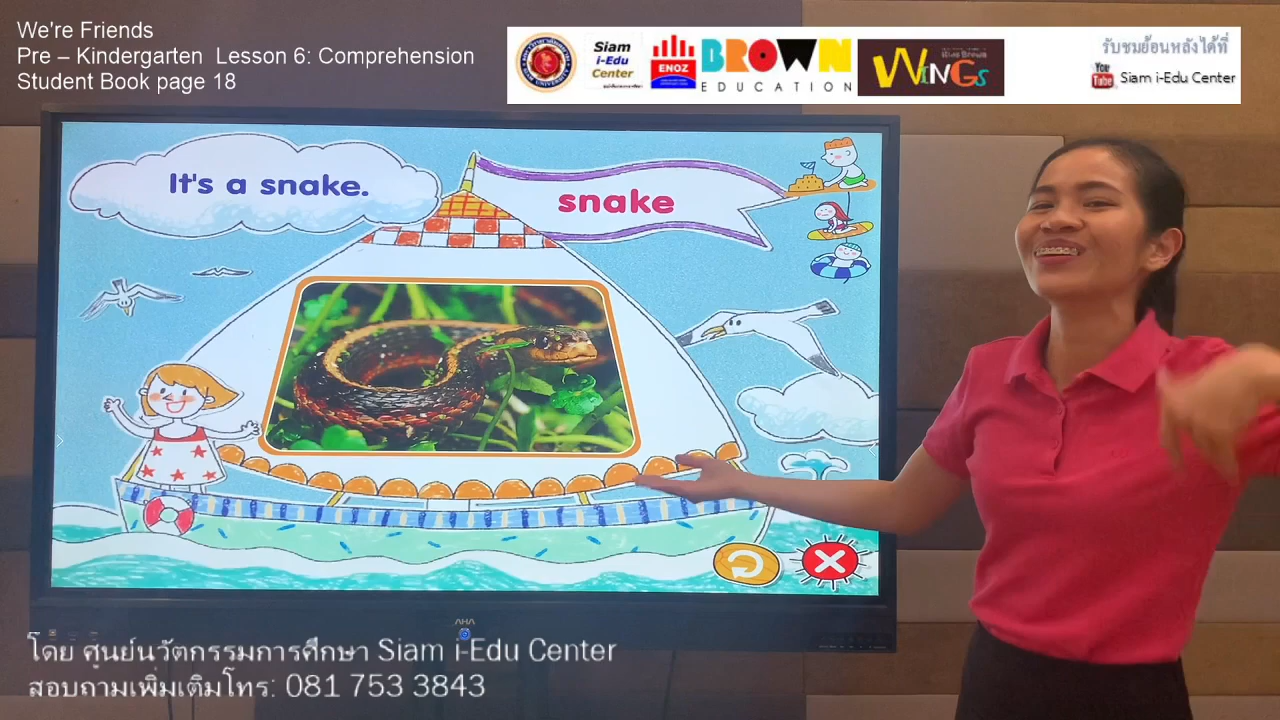 We're Friends
Pre – Kindergarten Lesson 6: Comprehension
Student Book page 18
Siam
i-Edu
Center
ENOZ
BROWN
EDUCATION
WiNGs
รับชมย้อนหลังได้ที่
You
Tube
Siam i-Edu Center
It's a snake.
snake
AHA
โดย ศูนย์นวัตกรรมการศึกษา Siam i-Edu Center
สอบถามเพิ่มเติมโทร: 081 753 3843